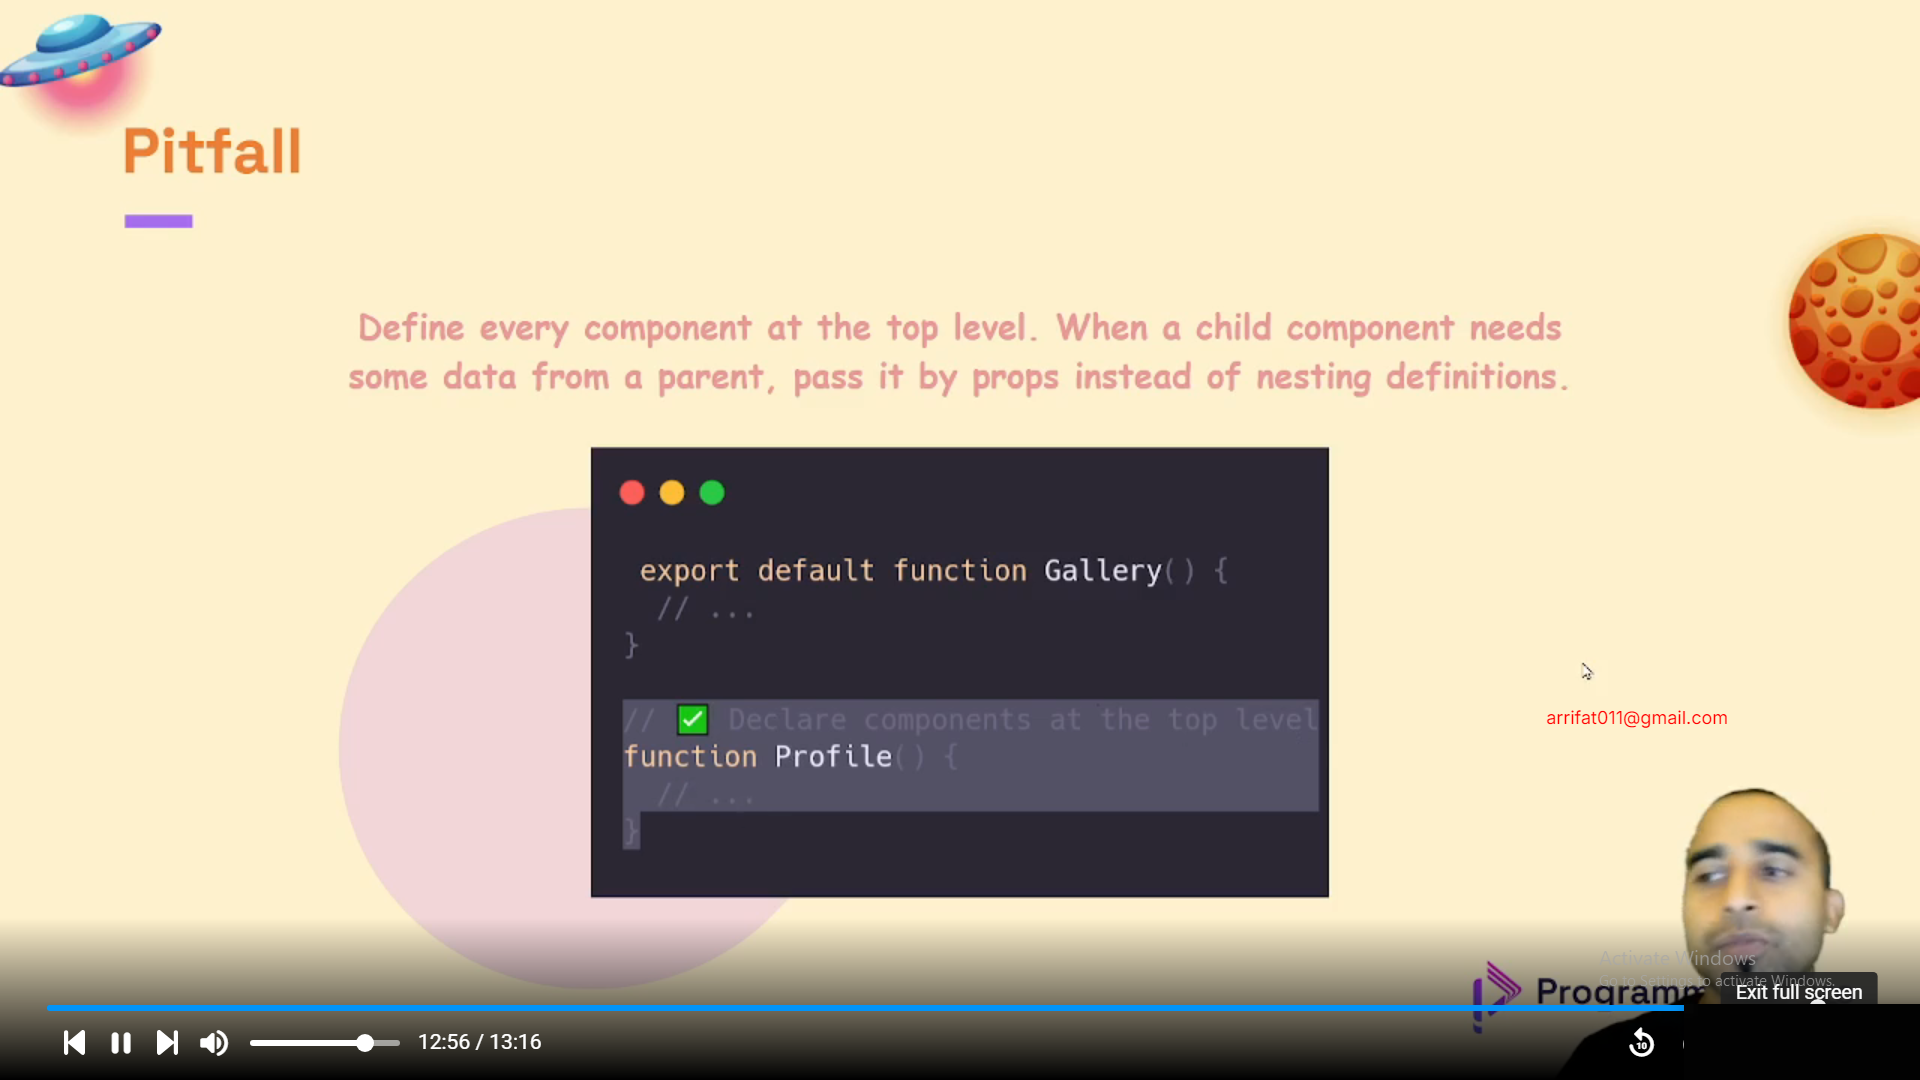 Pitfall
Define every component at the top level. When a child component needs
some data from a parent, pass it by props instead of nesting definitions.
export default function Gallery() {
// ...
}
// ✅ Declare components at the top level
function Profile() {
// ...
}
arrifat011@gmail.com
Activate Windows
Go to Settings to activate Windows.
Exit full screen
12:56 / 13:16
10